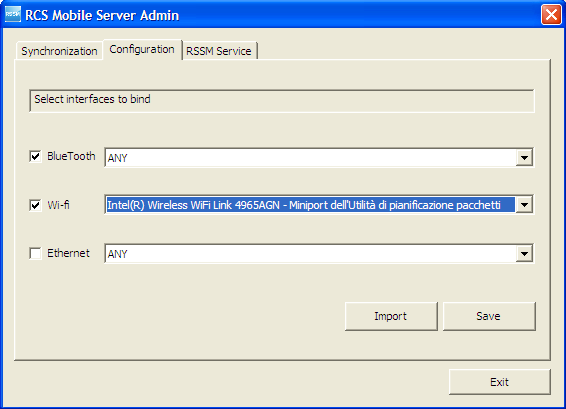 RSSM RCS Mobile Server Admin
Synchronization Configuration RSSM Service
Select interfaces to bind
BlueTooth ANY
Wi-fi Intel(R) Wireless WiFi Link 4965AGN - Miniport dell'Utilità di pianificazione pacchetti
Ethernet ANY
Import Save
Exit